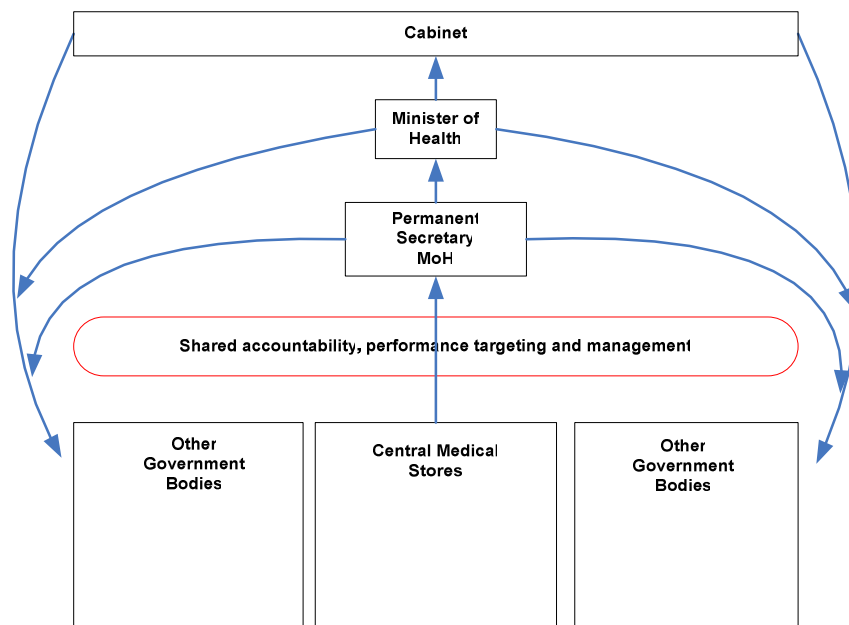 Cabinet
Minister of
Health
Permanent
Secretary
MoH
Shared accountability, performance targeting and management
Other
Government
Bodies
Central Medical
Stores
Other
Government
Bodies